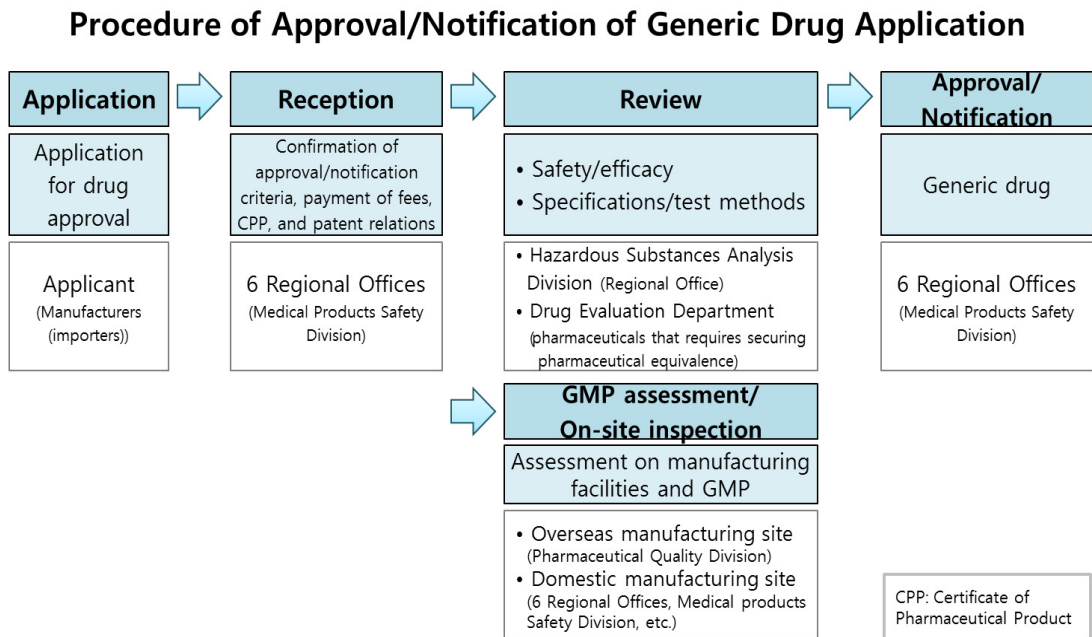 Procedure of Approval/Notification of Generic Drug Application
Application
Application
for drug
approval
Applicant
(Manufacturers
(importers))
Reception
Confirmation of
approval/notification
criteria, payment of fees,
CPP, and patent relations
6 Regional Offices
(Medical Products Safety
Division)
Review
• Safety/efficacy
• Specifications/test methods
• Hazardous Substances Analysis
Division (Regional Office)
• Drug Evaluation Department
(pharmaceuticals that requires securing
pharmaceutical equivalence)
GMP assessment/
On-site inspection
Assessment on manufacturing
facilities and GMP
• Overseas manufacturing site
(Pharmaceutical Quality Division)
• Domestic manufacturing site
(6 Regional Offices, Medical products
Safety Division, etc.)
Approval/
Notification
Generic drug
6 Regional Offices
(Medical Products Safety
Division)
CPP: Certificate of
Pharmaceutical Product